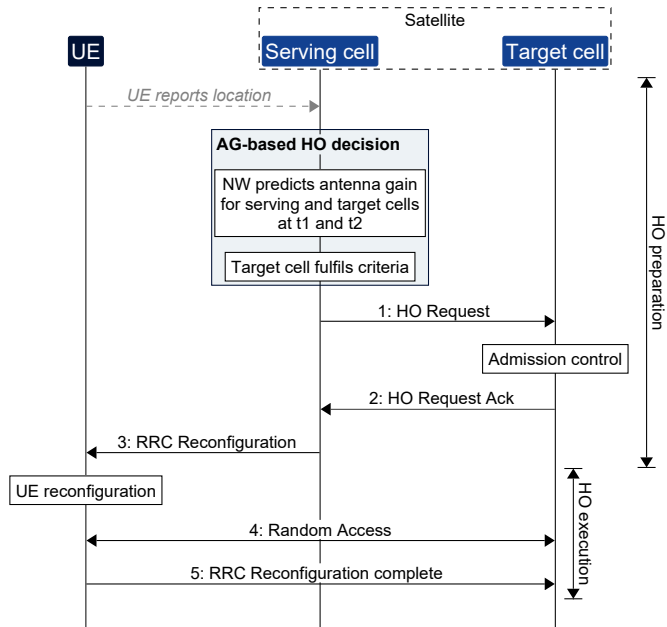 Satellite
UE
Serving cell
Target cell
UE reports location
AG-based HO decision
NW predicts antenna gain
for serving and target cells
at t1 and t2
Target cell fulfils criteria
HO preparation
1: HO Request
Admission control
2: HO Request Ack
3: RRC Reconfiguration
UE reconfiguration
HO execution
4: Random Access
5: RRC Reconfiguration complete